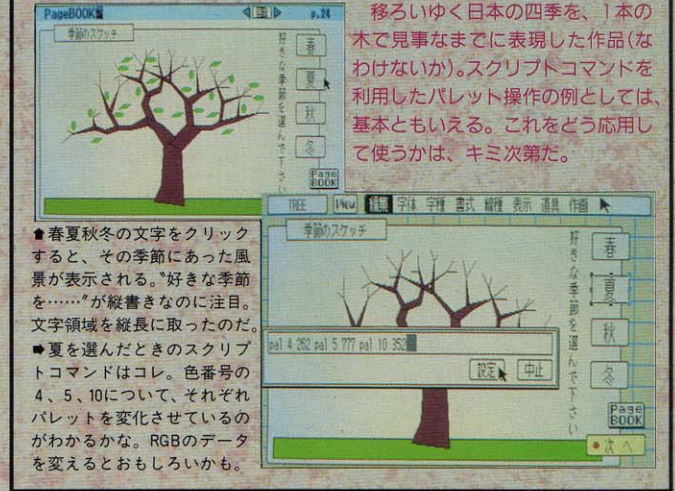 PageBOOK
p.24
季節のスケッチ
好きな季節を選んで下さい
春
夏
秋
冬
Page
BOOK
移ろいゆく日本の四季を、1本の
木で見事なまでに表現した作品(な
わけないか)。スクリプトコマンドを
利用したパレット操作の例としては、
基本ともいえる。これをどう応用し
て使うかは、キミ次第だ。
⬆春夏秋冬の文字をクリック
すると、その季節にあった風
景が表示される。“好きな季節
を……”が縦書きなのに注目。
文字領域を縦長に取ったのだ。
➡夏を選んだときのスクリプ
トコマンドはコレ。色番号の
4、5、10について、それぞれ
パレットを変化させているの
がわかるかな。RGBのデータ
を変えるとおもしろいかも。
TREE View 背景 字体 字種 書式 線種 表示 道具 作画
季節のスケッチ
好きな季節を選んで下さい
春
夏
秋
冬
pal 4 262 pal 5 777 pal 10 352
設定 中止
Page
BOOK
次へ